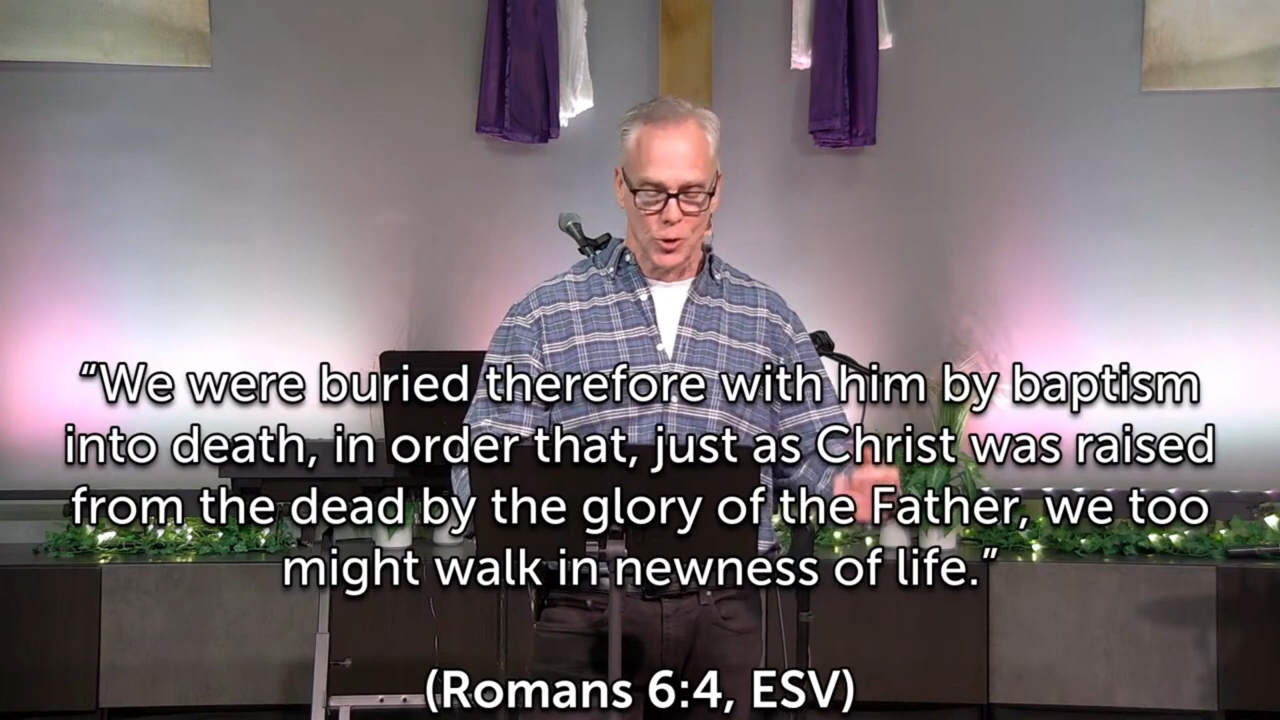 “We were buried therefore with him by baptism
into death, in order that, just as Christ was raised
from the dead by the glory of the Father, we too
might walk in newness of life.”
(Romans 6:4, ESV)